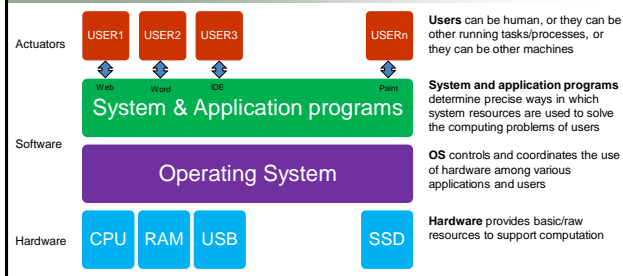 Actuators
USER1 USER2 USER3 USERn
Web Word IDE Paint
System & Application programs
Software
Operating System
Hardware
CPU RAM USB SSD
Users can be human, or they can be
other running tasks/processes, or
they can be other machines
System and application programs
determine precise ways in which
system resources are used to solve
the computing problems of users
OS controls and coordinates the use
of hardware among various
applications and users
Hardware provides basic/raw
resources to support computation